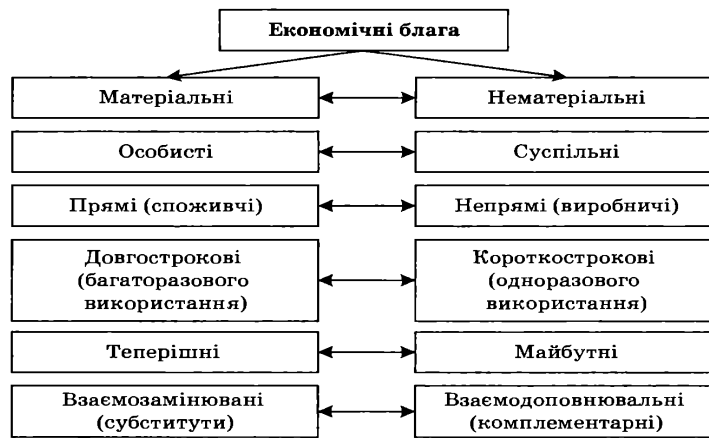 Економічні блага
Матеріальні
Нематеріальні
Особисті
Суспільні
Прямі (споживчі)
Непрямі (виробничі)
Довгострокові
(багаторазового
використання)
Короткострокові
(одноразового
використання)
Теперішні
Майбутні
Взаємозамінювані
(субститути)
Взаємодоповнювальні
(комплементарні)